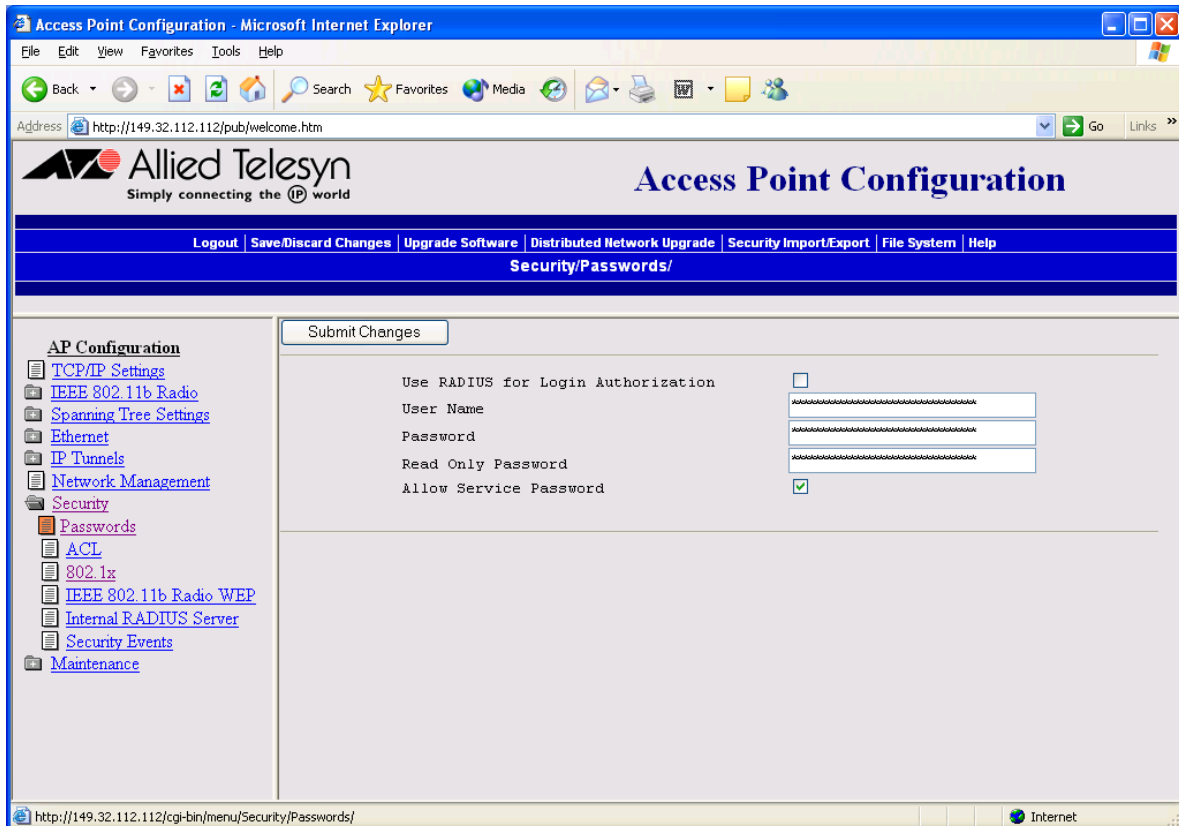 Access Point Configuration - Microsoft Internet Explorer
File Edit View Favorites Tools Help
Back Search Favorites Media
Address http://149.32.112.112/pub/welcome.htm Go Links »
Allied Telesyn
Simply connecting the IP world
Access Point Configuration
Logout | Save/Discard Changes | Upgrade Software | Distributed Network Upgrade | Security Import/Export | File System | Help
Security/Passwords/
AP Configuration
TCP/IP Settings
IEEE 802.11b Radio
Spanning Tree Settings
Ethernet
IP Tunnels
Network Management
Security
Passwords
ACL
802.1x
IEEE 802.11b Radio WEP
Internal RADIUS Server
Security Events
Maintenance
Submit Changes
Use RADIUS for Login Authorization
User Name
Password
Read Only Password
Allow Service Password
http://149.32.112.112/cgi-bin/menu/Security/Passwords/ Internet